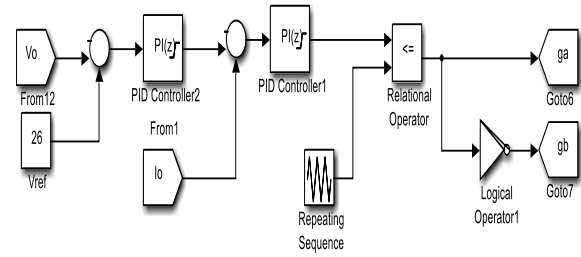 Vo
From12
26
Vref
PI(z)
PID Controller2
From1
Io
PI(z)
PID Controller1
Repeating
Sequence
<=
Relational
Operator
Logical
Operator1
ga
Goto6
gb
Goto7